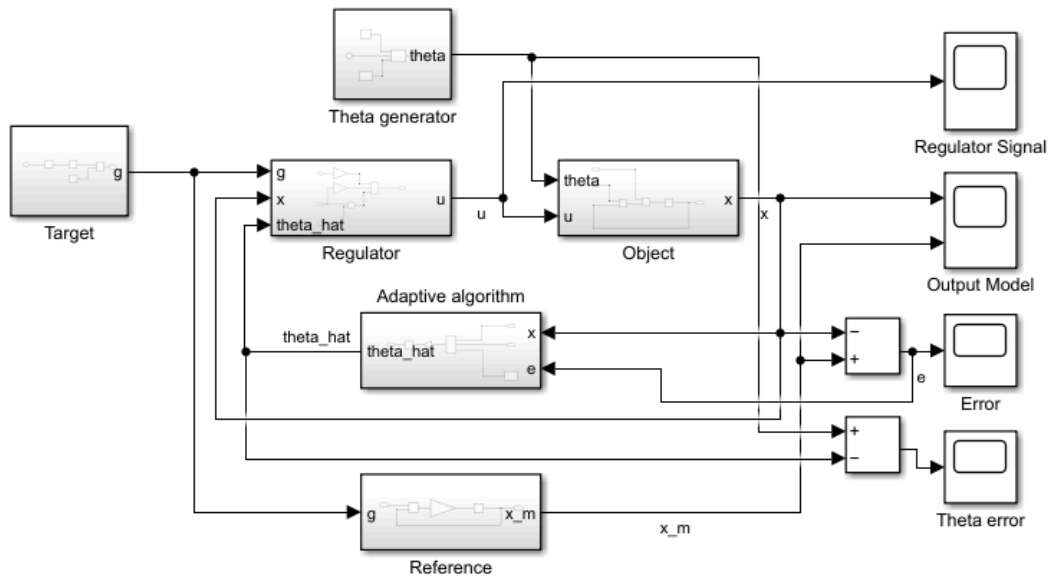 theta
Theta generator
Regulator Signal
g
Target
g
x
theta_hat
u
Regulator
u
theta
u
x
Object
x
Output Model
Adaptive algorithm
theta_hat
theta_hat
x
e
−
+
e
Error
+
−
Theta error
g
x_m
Reference
x_m